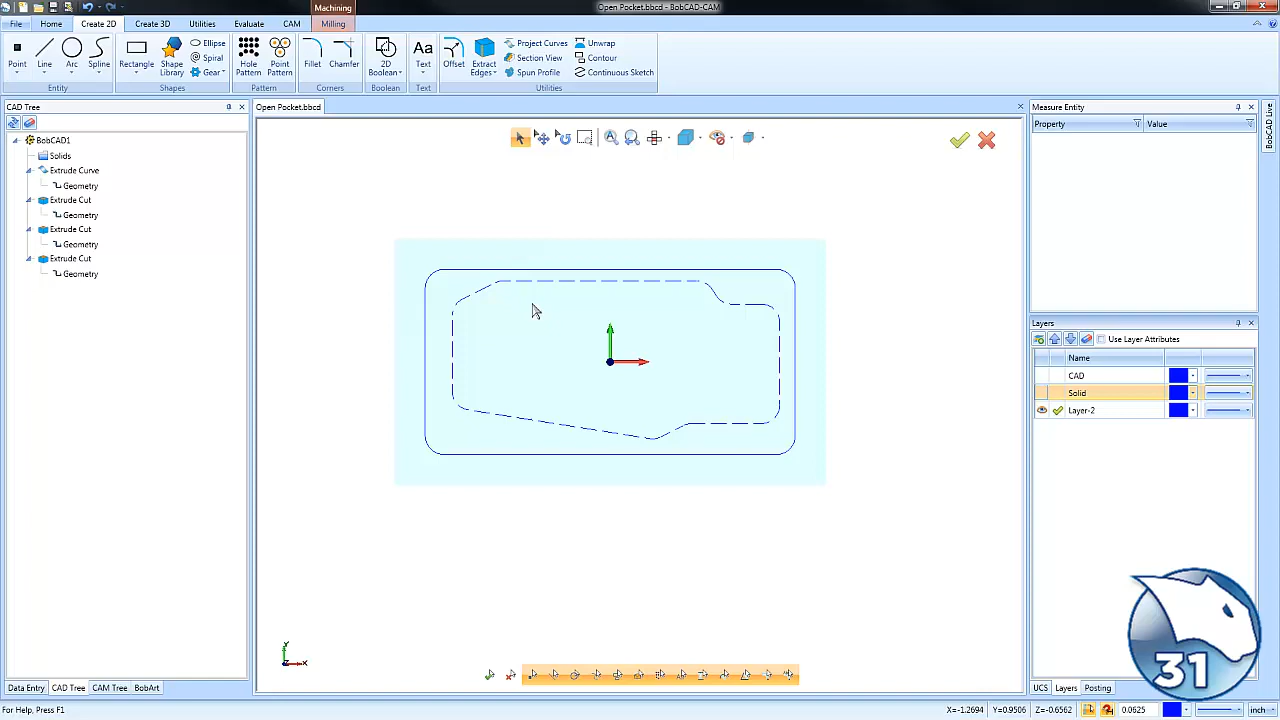 Machining
Open Pocket.bbcd - BobCAD-CAM
File Home Create 2D Create 3D Utilities Evaluate CAM Milling
Point Line Arc Spline Rectangle Shape Library Ellipse Spiral Gear Hole Pattern Point Pattern Fillet Chamfer 2D Boolean Text Offset Extract Edges Project Curves Section View Spun Profile Unwrap Contour Continuous Sketch
Entity Shapes Pattern Corners Boolean Text Utilities
CAD Tree
BobCAD1
Solids
Extrude Curve
Geometry
Extrude Cut
Geometry
Extrude Cut
Geometry
Extrude Cut
Geometry
Data Entry CAD Tree CAM Tree BobArt
Open Pocket.bbcd
Y
X
Measure Entity
Property Value
BobCAD Live
Layers
Use Layer Attributes
Name
CAD
Solid
Layer-2
31
UCS Layers Posting
For Help, Press F1
X=-1.2694 Y=0.9506 Z=-0.6562 0.0625 inch